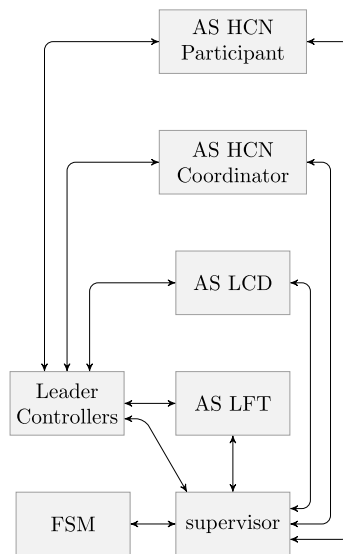 AS HCN
Participant
AS HCN
Coordinator
AS LCD
Leader
Controllers
AS LFT
FSM
supervisor